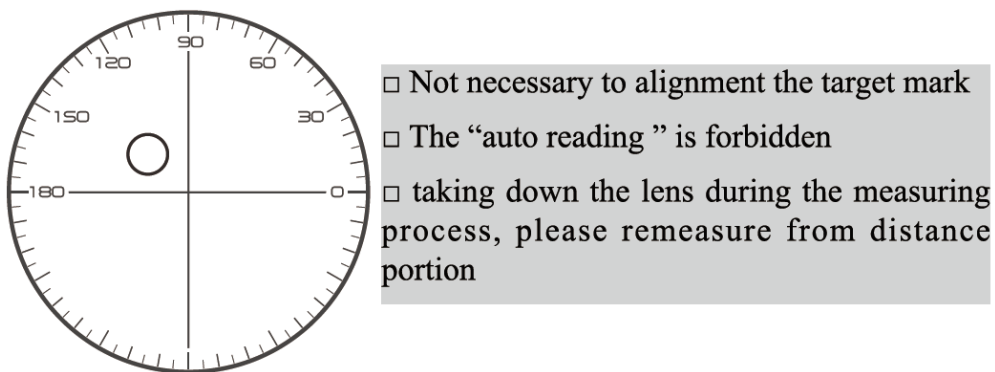 90
120
60
150
30
180
0
□ Not necessary to alignment the target mark
□ The “auto reading ” is forbidden
□ taking down the lens during the measuring
process, please remeasure from distance
portion